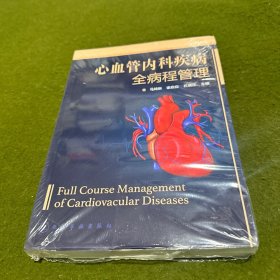 心血管内科疾病
全病程管理
Full Course Management
of Cardiovascular Diseases